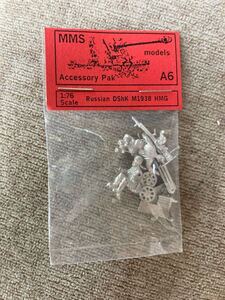 MMS
models
Accessory Pak
A6
1:76
Scale
Russian DShK M1938 HMG